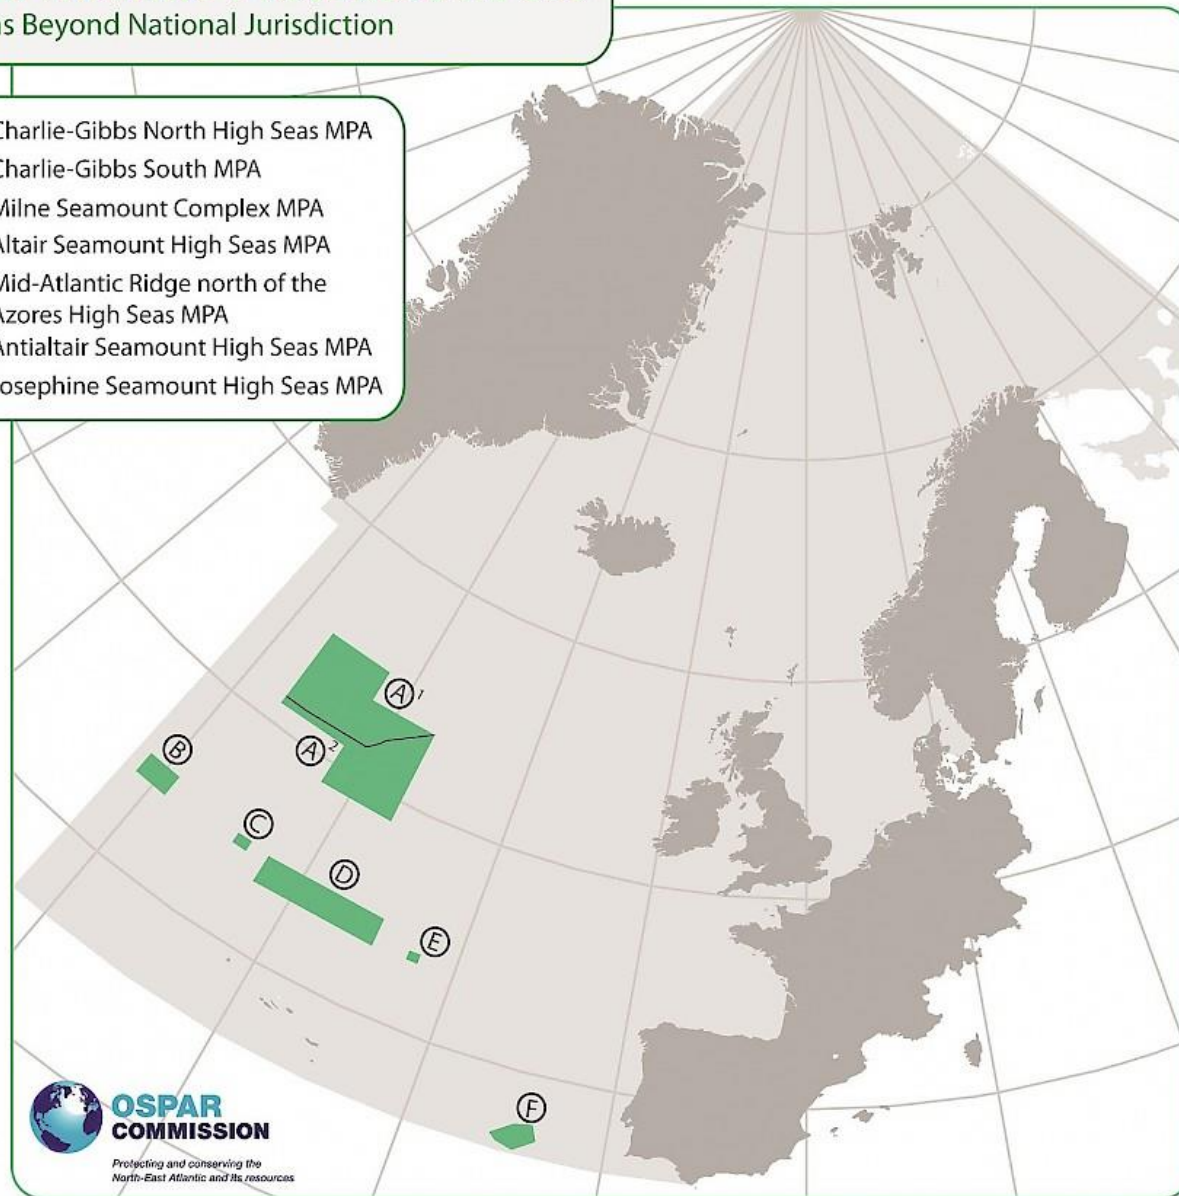 s Beyond National Jurisdiction
Charlie-Gibbs North High Seas MPA
Charlie-Gibbs South MPA
Milne Seamount Complex MPA
Altair Seamount High Seas MPA
Mid-Atlantic Ridge north of the
Azores High Seas MPA
Antialtair Seamount High Seas MPA
osephine Seamount High Seas MPA
A 1
A 2
B
C
D
E
F
OSPAR
COMMISSION
Protecting and conserving the
North-East Atlantic and its resources